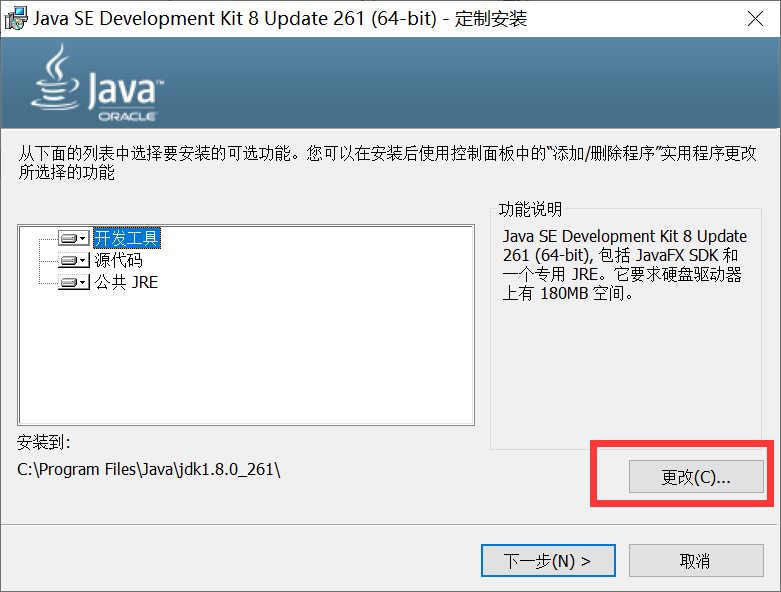 Java SE Development Kit 8 Update 261 (64-bit) - 定制安装
Java™
ORACLE
从下面的列表中选择要安装的可选功能。您可以在安装后使用控制面板中的“添加/删除程序”实用程序更改
所选择的功能
开发工具
源代码
公共 JRE
功能说明
Java SE Development Kit 8 Update
261 (64-bit), 包括 JavaFX SDK 和
一个专用 JRE。它要求硬盘驱动器
上有 180MB 空间。
安装到:
C:\Program Files\Java\jdk1.8.0_261\
更改(C)...
下一步(N) >
取消